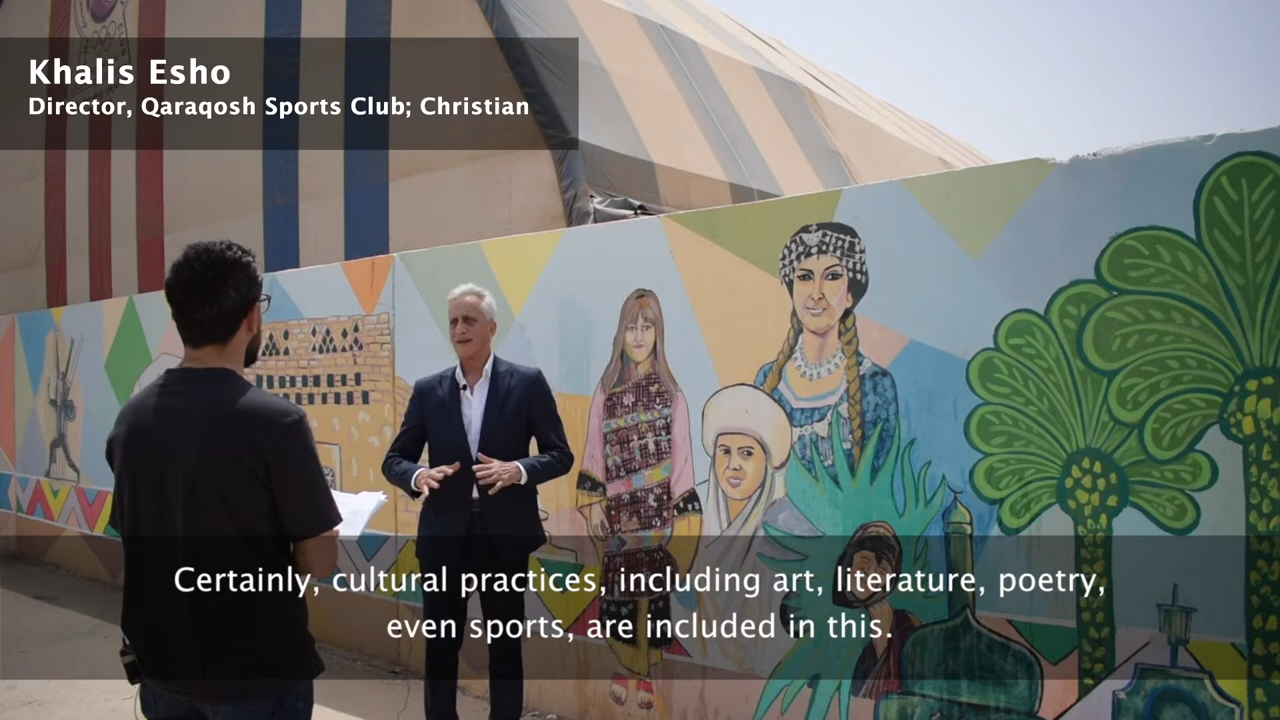 Khalis Esho
Director, Qaraqosh Sports Club; Christian
Certainly, cultural practices, including art, literature, poetry,
even sports, are included in this.